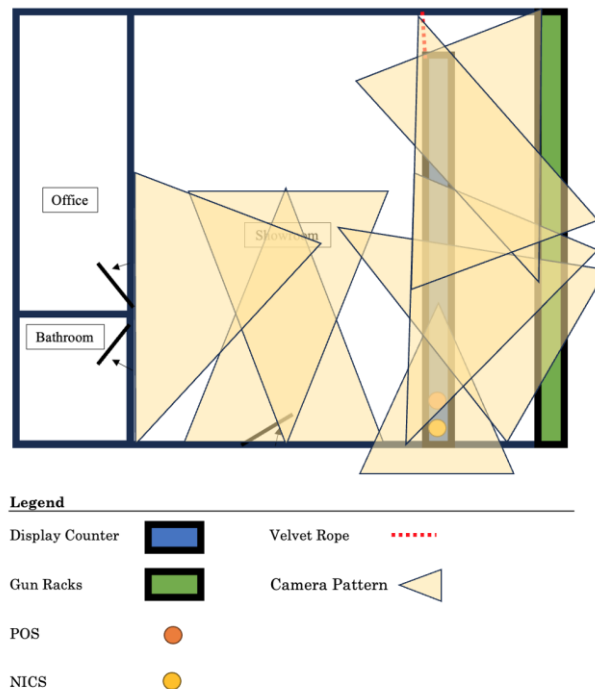 Office
Showroom
Bathroom
Legend
Display Counter
Velvet Rope
Gun Racks
Camera Pattern
POS
NICS